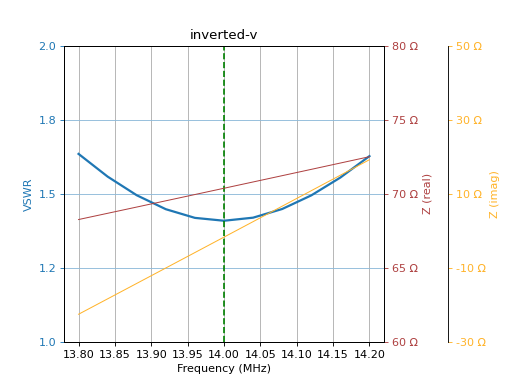 inverted-v
2.0 80 Ω 50 Ω
1.8 75 Ω 30 Ω
VSWR 1.5 70 Ω Z (real) 10 Ω Z (imag)
1.2 65 Ω -10 Ω
1.0 60 Ω -30 Ω
13.80 13.85 13.90 13.95 14.00 14.05 14.10 14.15 14.20
Frequency (MHz)